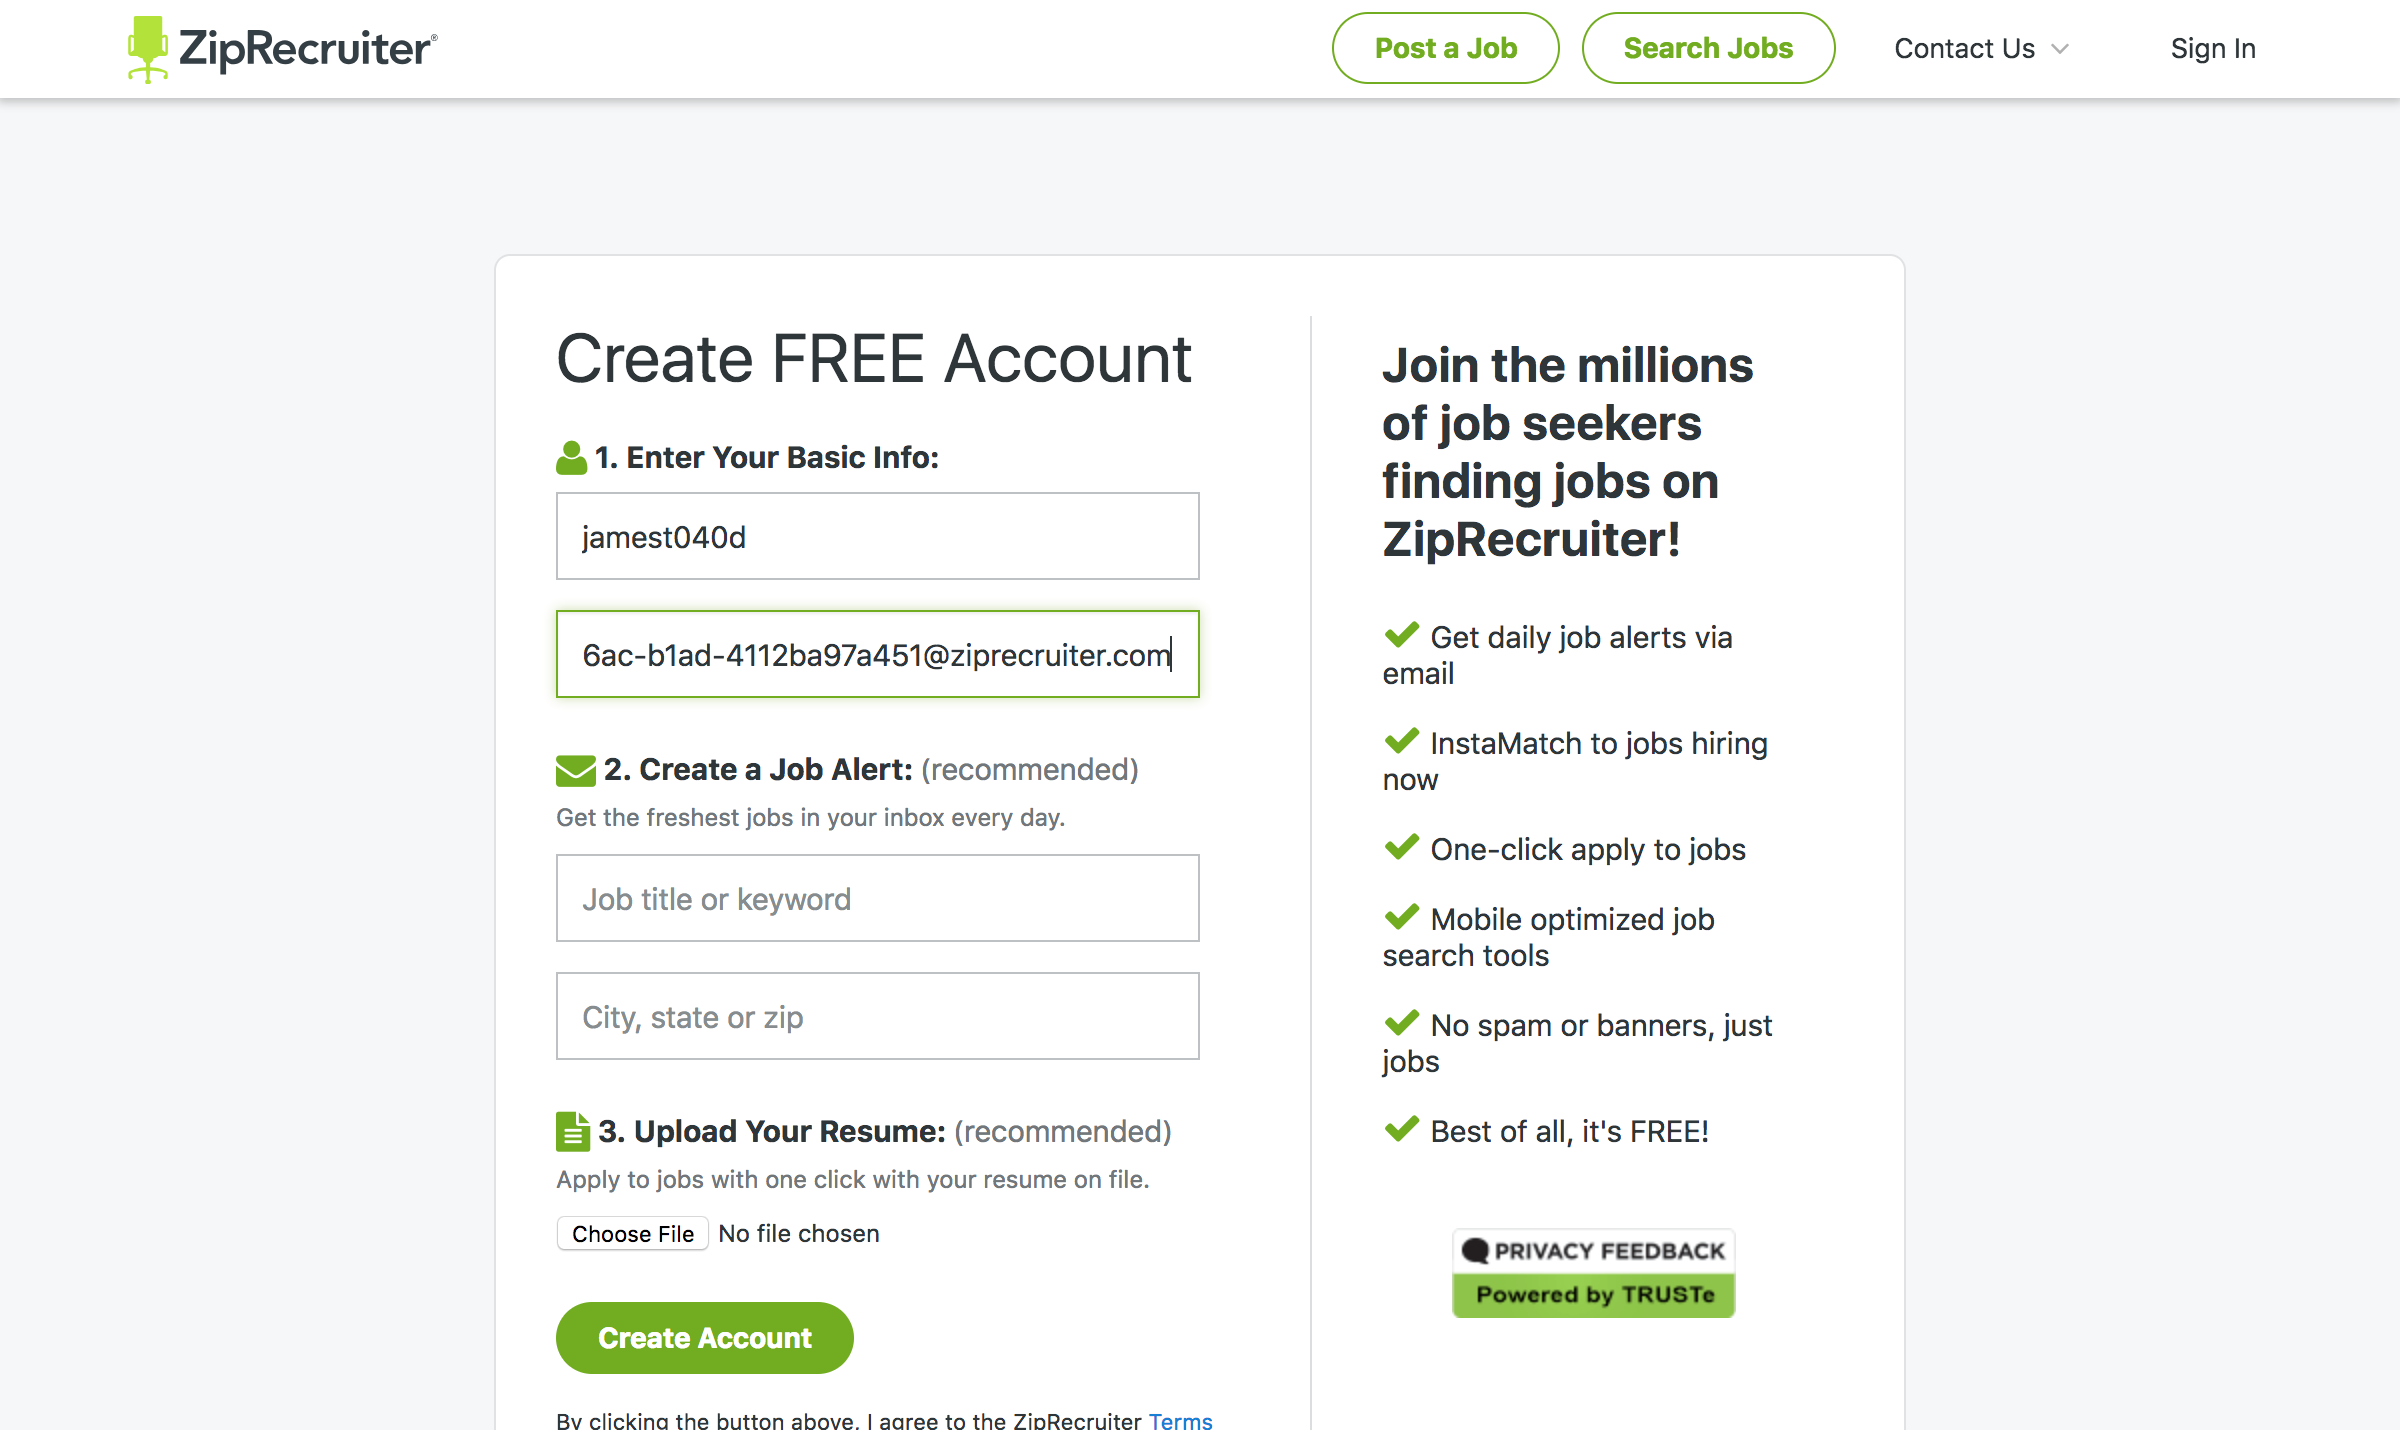 ZipRecruiter®
Post a Job
Search Jobs
Contact Us
Sign In
Create FREE Account
1. Enter Your Basic Info:
jamest040d
6ac-b1ad-4112ba97a451@ziprecruiter.com
2. Create a Job Alert: (recommended)
Get the freshest jobs in your inbox every day.
Job title or keyword
City, state or zip
3. Upload Your Resume: (recommended)
Apply to jobs with one click with your resume on file.
Choose File No file chosen
Create Account
By clicking the button above, I agree to the ZipRecruiter Terms
Join the millions
of job seekers
finding jobs on
ZipRecruiter!
Get daily job alerts via
email
InstaMatch to jobs hiring
now
One-click apply to jobs
Mobile optimized job
search tools
No spam or banners, just
jobs
Best of all, it's FREE!
PRIVACY FEEDBACK
Powered by TRUSTe